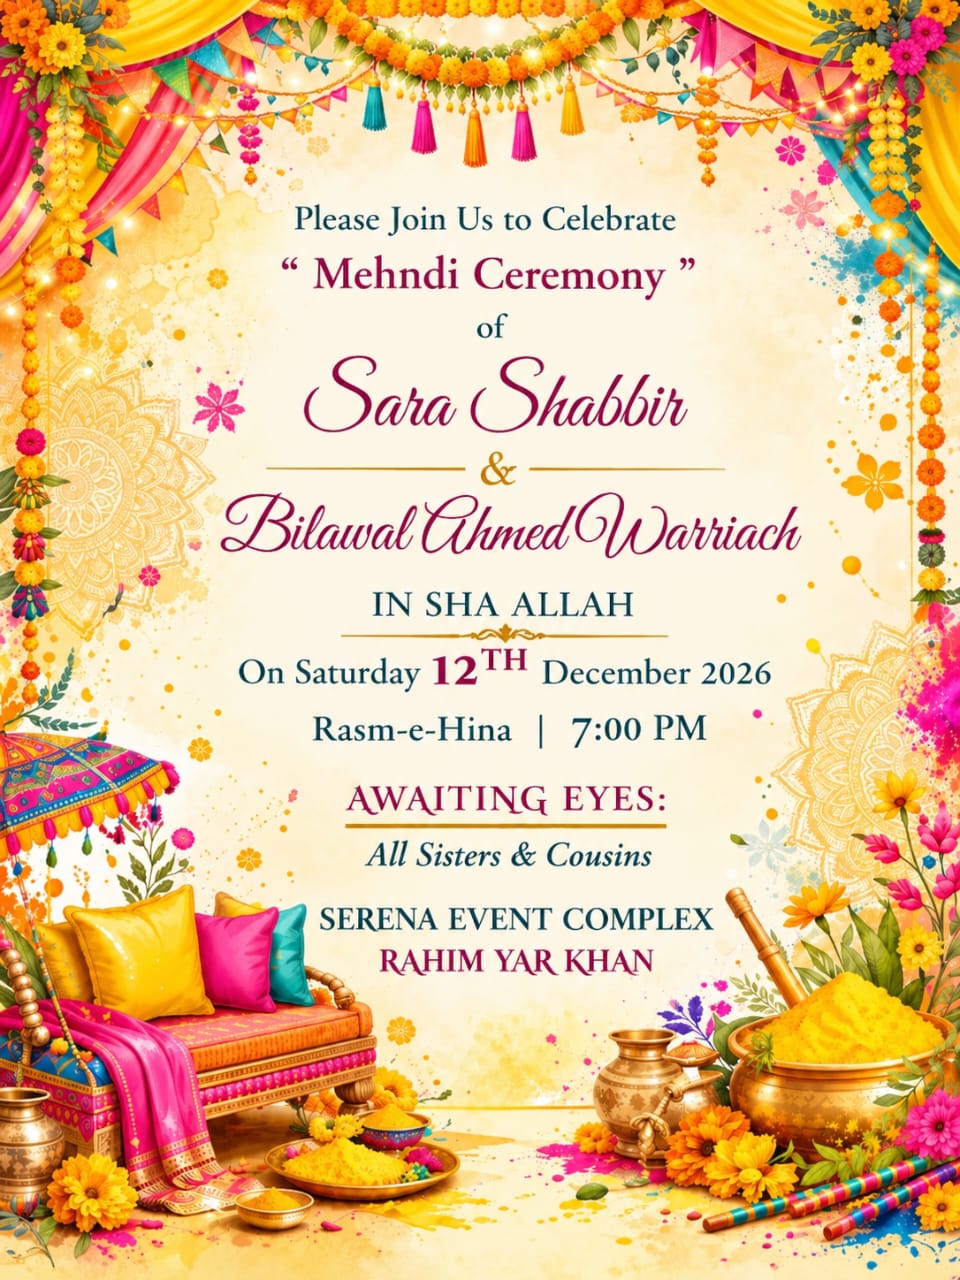 Please Join Us to Celebrate
“ Mehndi Ceremony ”
of
Sara Shabbir
&
Bilawal Ahmed Warriach
IN SHA ALLAH
On Saturday 12TH December 2026
Rasm-e-Hina | 7:00 PM
AWAITING EYES:
All Sisters & Cousins
SERENA EVENT COMPLEX
RAHIM YAR KHAN